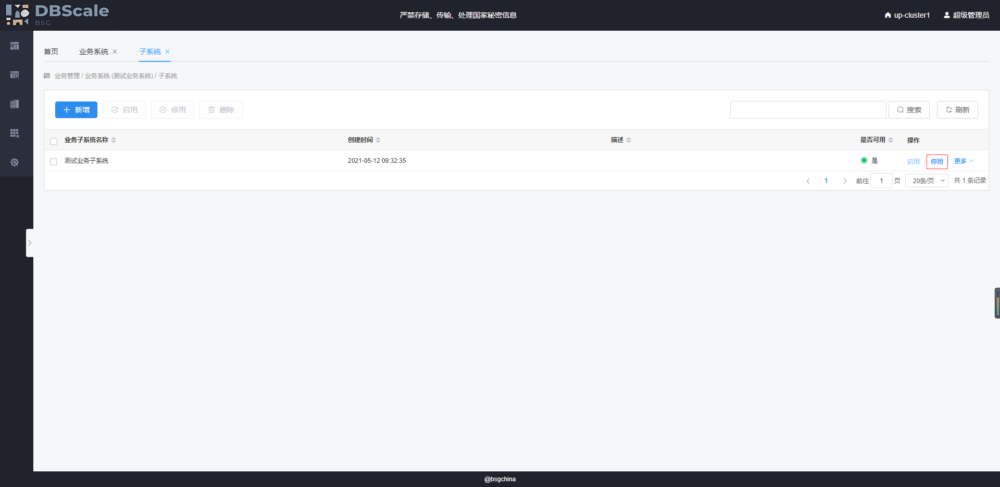 DBScale
BSG
严禁存储、传输、处理国家秘密信息
up-cluster1
超级管理员
首页
业务系统
子系统
业务管理 / 业务系统 (测试业务系统) / 子系统
新增
启用
停用
删除
搜索
刷新
业务子系统名称
创建时间
描述
是否可用
操作
测试业务子系统
2021-05-12 09:32:35
是
启用
停用
更多
1
前往
1
页
20条/页
共 1 条记录
@bsgchina